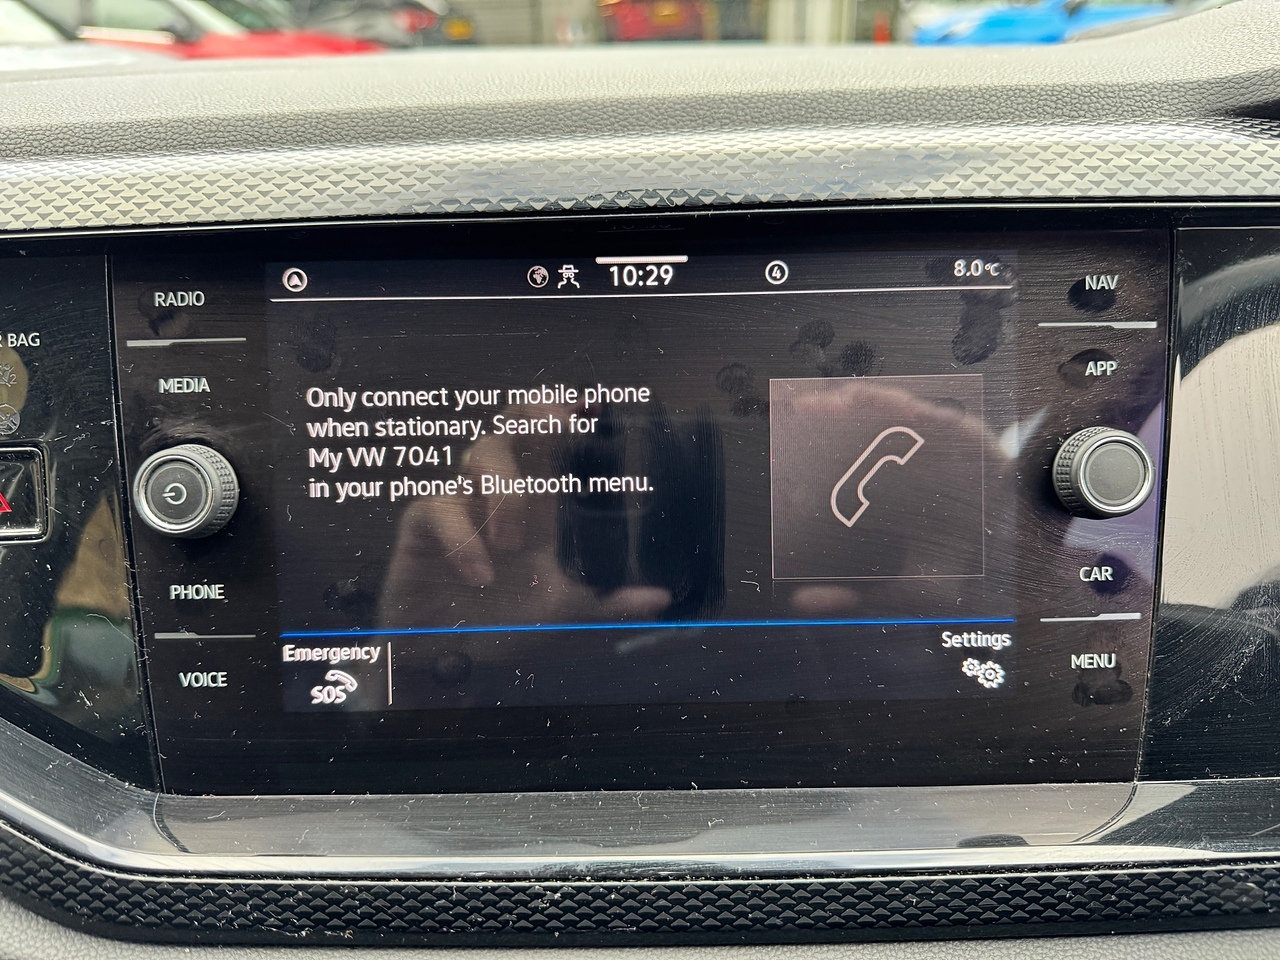 10:29
4
8.0°C
RADIO
MEDIA
PHONE
VOICE
NAV
APP
CAR
MENU
BAG
Only connect your mobile phone
when stationary. Search for
My VW 7041
in your phone's Bluetooth menu.
Emergency
SOS
Settings